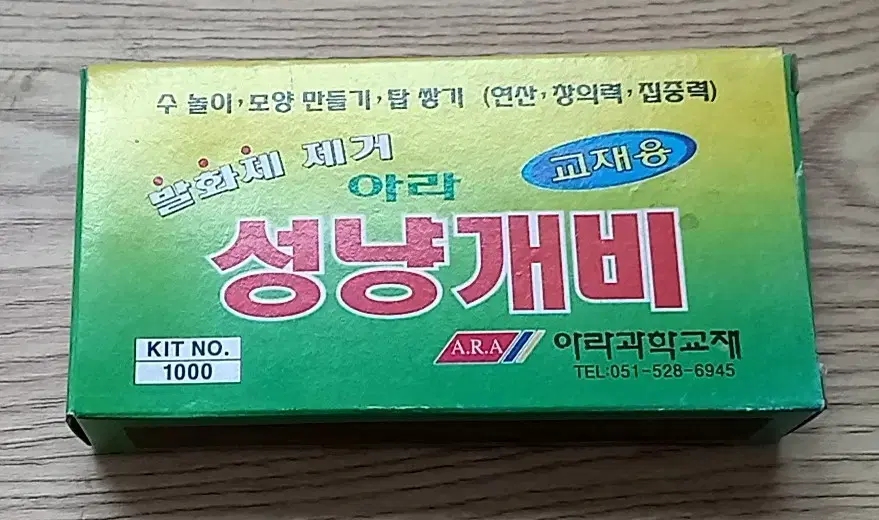 수 놀이, 모양 만들기, 탑 쌓기 (연산, 창의력, 집중력)
발화제 제거
교재용
아라
성냥개비
KIT NO.
1000
A.R.A
아라과학교재
TEL:051-528-6945